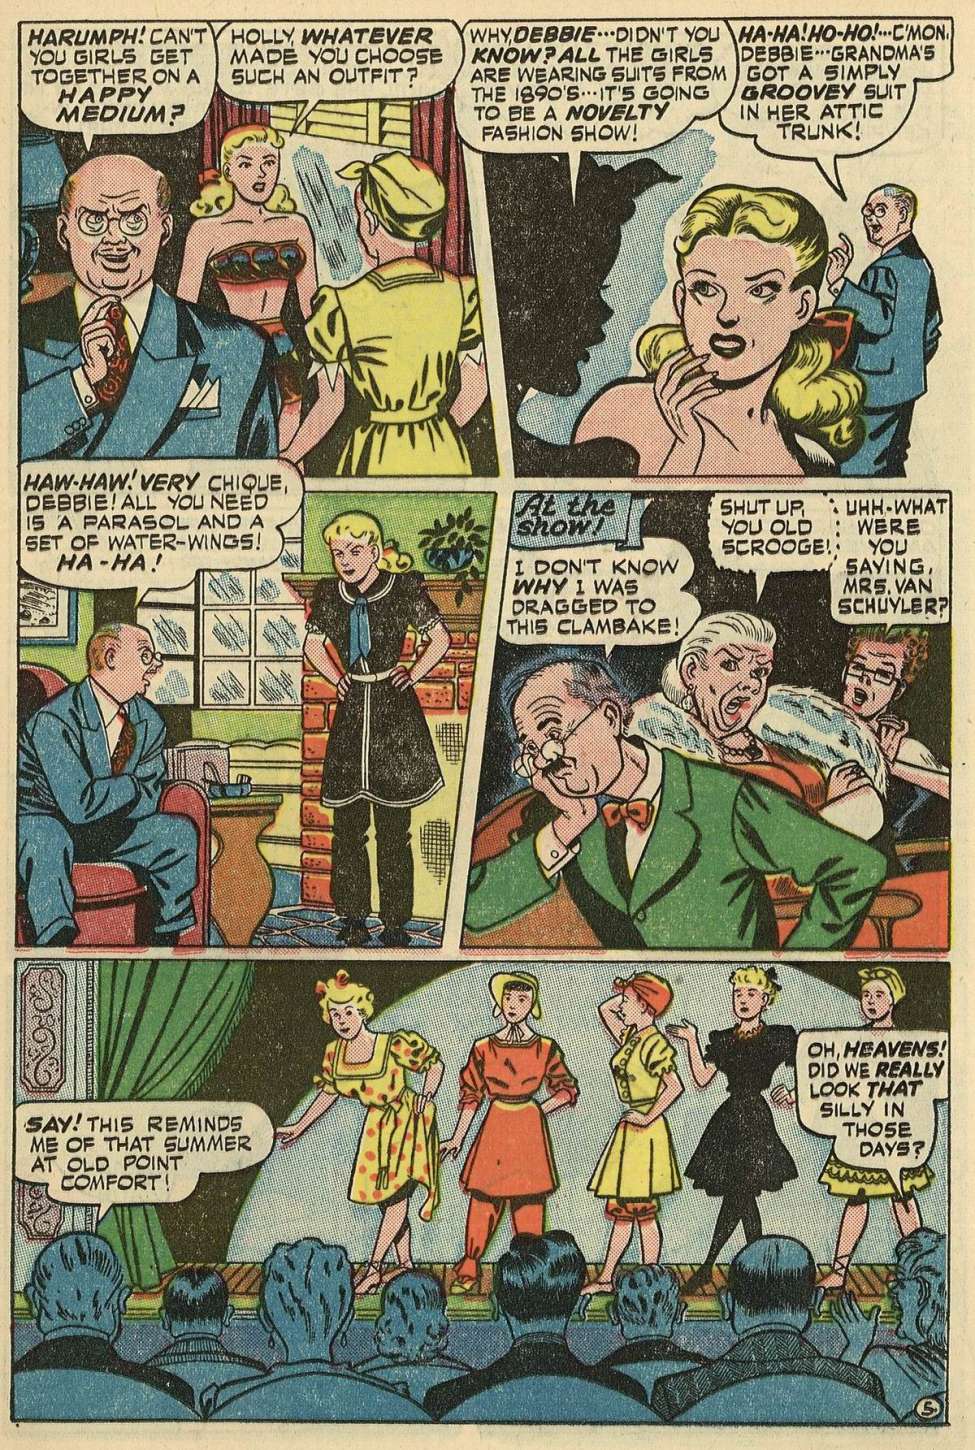 HARUMPH! CAN'T
YOU GIRLS GET
TOGETHER ON A
HAPPY
MEDIUM?
HOLLY, WHATEVER
MADE YOU CHOOSE
SUCH AN OUTFIT?
WHY, DEBBIE...DIDN'T YOU
KNOW? ALL THE GIRLS
ARE WEARING SUITS FROM
THE 1890'S...IT'S GOING
TO BE A NOVELTY
FASHION SHOW!
HA-HA! HO-HO!...C'MON,
DEBBIE...GRANDMA'S
GOT A SIMPLY
GROOVEY SUIT
IN HER ATTIC
TRUNK!
HAW-HAW! VERY CHIQUE,
DEBBIE! ALL YOU NEED
IS A PARASOL AND A
SET OF WATER-WINGS!
HA-HA!
At the
show!
I DON'T KNOW
WHY I WAS
DRAGGED TO
THIS CLAMBAKE!
SHUT UP,
YOU OLD
SCROOGE!
UHH-WHAT
WERE
YOU
SAYING,
MRS. VAN
SCHUYLER?
SAY! THIS REMINDS
ME OF THAT SUMMER
AT OLD POINT
COMFORT!
OH, HEAVENS!
DID WE REALLY
LOOK THAT
SILLY IN
THOSE
DAYS?
5